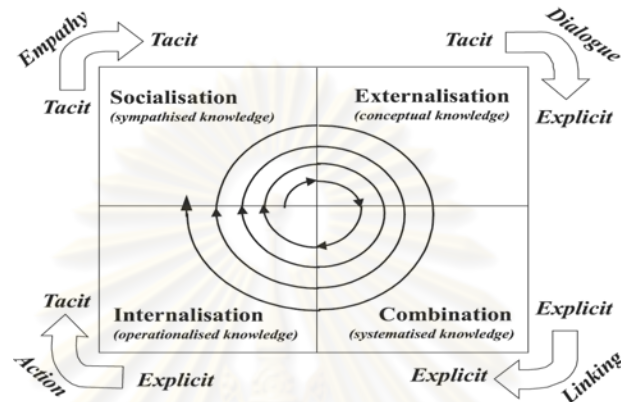 Empathy
Tacit
Tacit
Tacit
Dialogue
Explicit
Socialisation
(sympathised knowledge)
Externalisation
(conceptual knowledge)
Internalisation
(operationalised knowledge)
Combination
(systematised knowledge)
Tacit
Action
Explicit
Explicit
Linking
Explicit